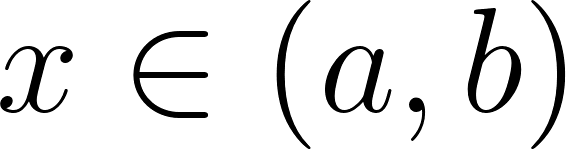 x ∈ (a, b)